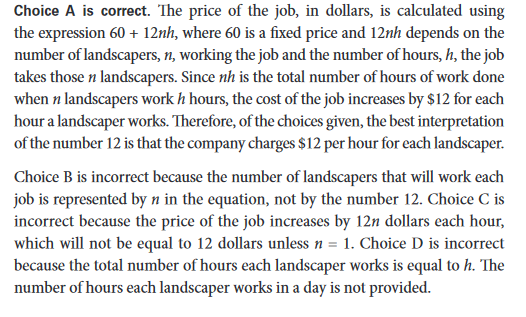 Choice A is correct. The price of the job, in dollars, is calculated using
the expression 60 + 12nh, where 60 is a fixed price and 12nh depends on the
number of landscapers, n, working the job and the number of hours, h, the job
takes those n landscapers. Since nh is the total number of hours of work done
when n landscapers work h hours, the cost of the job increases by $12 for each
hour a landscaper works. Therefore, of the choices given, the best interpretation
of the number 12 is that the company charges $12 per hour for each landscaper.
Choice B is incorrect because the number of landscapers that will work each
job is represented by n in the equation, not by the number 12. Choice C is
incorrect because the price of the job increases by 12n dollars each hour,
which will not be equal to 12 dollars unless n = 1. Choice D is incorrect
because the total number of hours each landscaper works is equal to h. The
number of hours each landscaper works in a day is not provided.